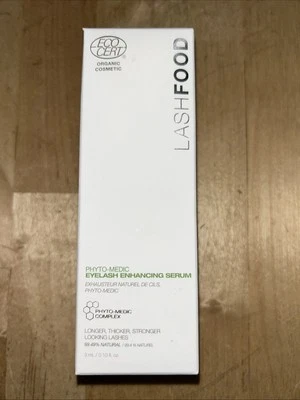 ECO
CERT
ORGANIC
COSMETIC
LASHFOOD
PHYTO-MEDIC
EYELASH ENHANCING SERUM
EXHAUSTEUR NATUREL DE CILS,
PHYTO-MEDIC
PHYTO-MEDIC
COMPLEX
LONGER, THICKER, STRONGER
LOOKING LASHES
NATURAL /